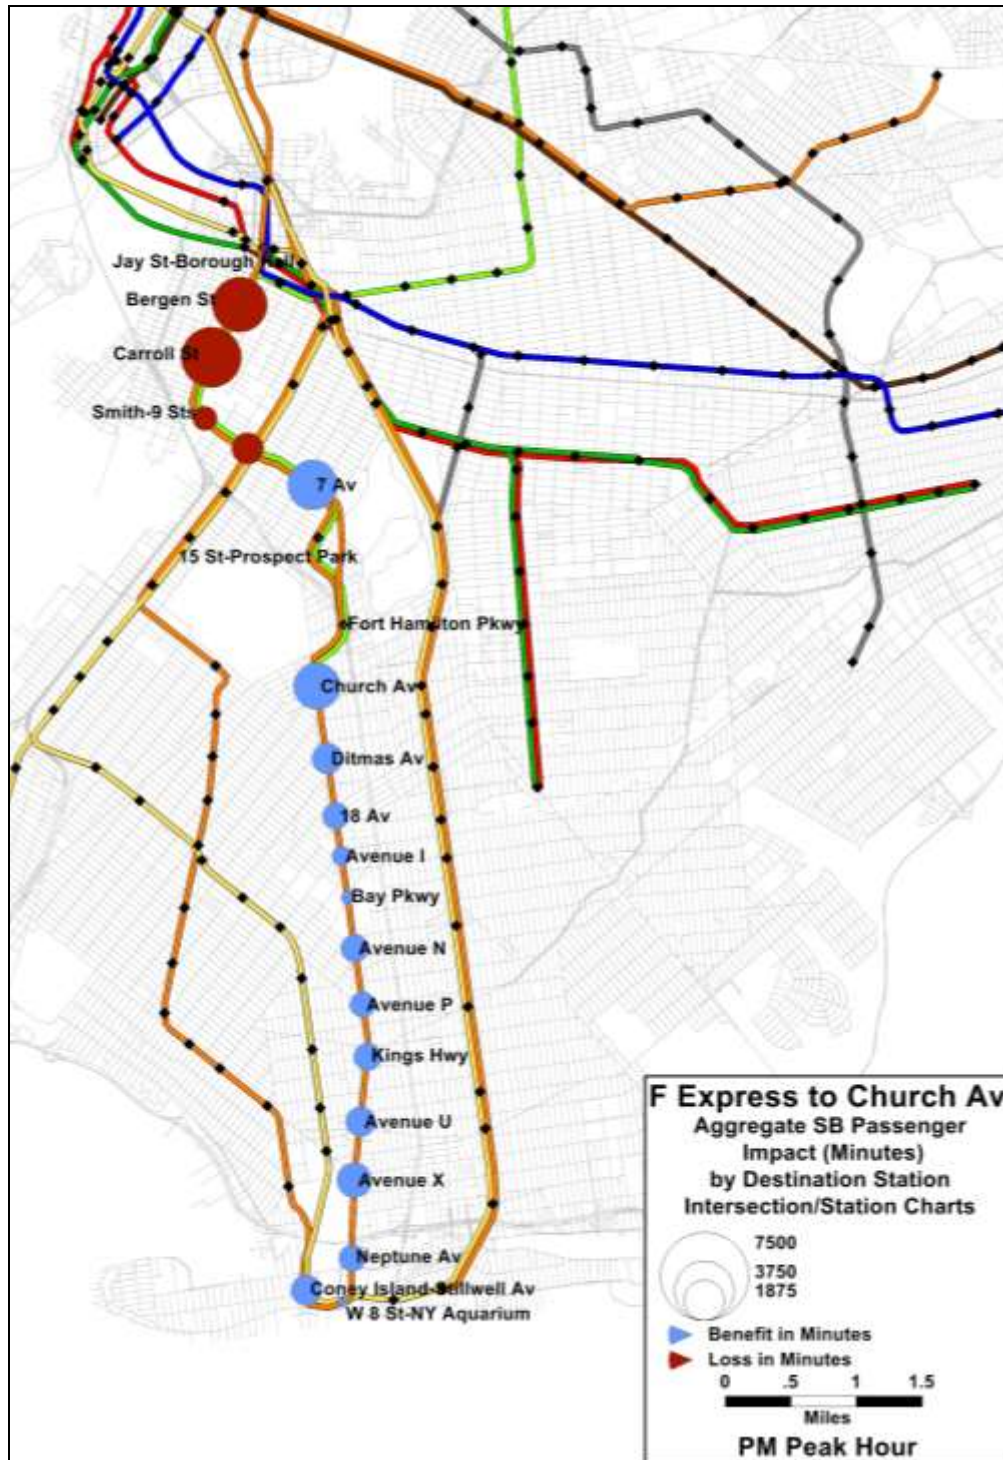 Jay St-Borough Hall
Bergen St
Carroll St
Smith-9 Sts
7 Av
15 St-Prospect Park
Fort Hamilton Pkwy
Church Av
Ditmas Av
18 Av
Avenue I
Bay Pkwy
Avenue N
Avenue P
Kings Hwy
Avenue U
Avenue X
Neptune Av
Coney Island-Stillwell Av
W 8 St-NY Aquarium
F Express to Church Av
Aggregate SB Passenger
Impact (Minutes)
by Destination Station
Intersection/Station Charts
7500
3750
1875
Benefit in Minutes
Loss in Minutes
0 .5 1 1.5
Miles
PM Peak Hour